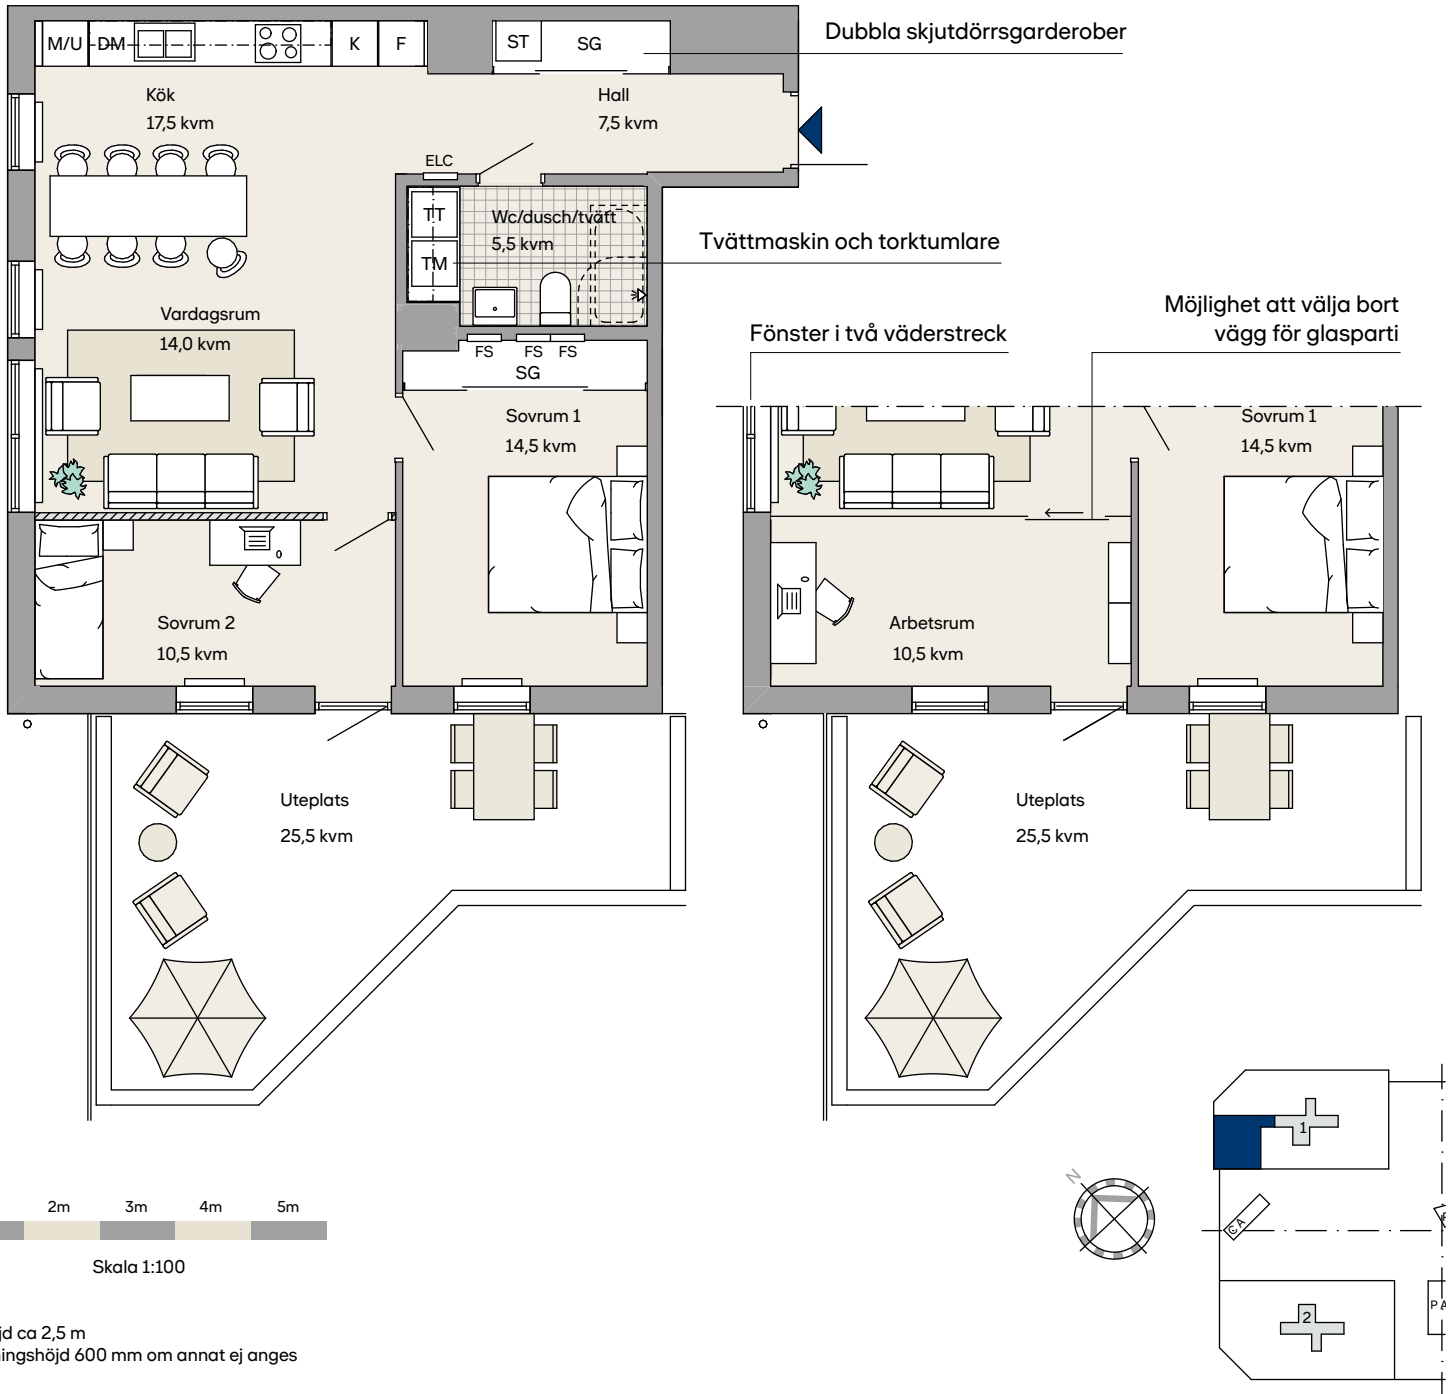 Dubbla skjutdörrsgarderober
M/U
DM
K
F
ST
SG
Kök
17,5 kvm
Hall
7,5 kvm
ELC
TT
TM
Wc/dusch/tvätt
5,5 kvm
Tvättmaskin och torktumlare
Vardagsrum
14,0 kvm
FS
FS
FS
SG
Sovrum 1
14,5 kvm
Sovrum 2
10,5 kvm
Uteplats
25,5 kvm
Fönster i två väderstreck
Möjlighet att välja bort
vägg för glasparti
Sovrum 1
14,5 kvm
Arbetsrum
10,5 kvm
Uteplats
25,5 kvm
2m
3m
4m
5m
Skala 1:100
jd ca 2,5 m
ningshöjd 600 mm om annat ej anges
N
1
CA
2
PA